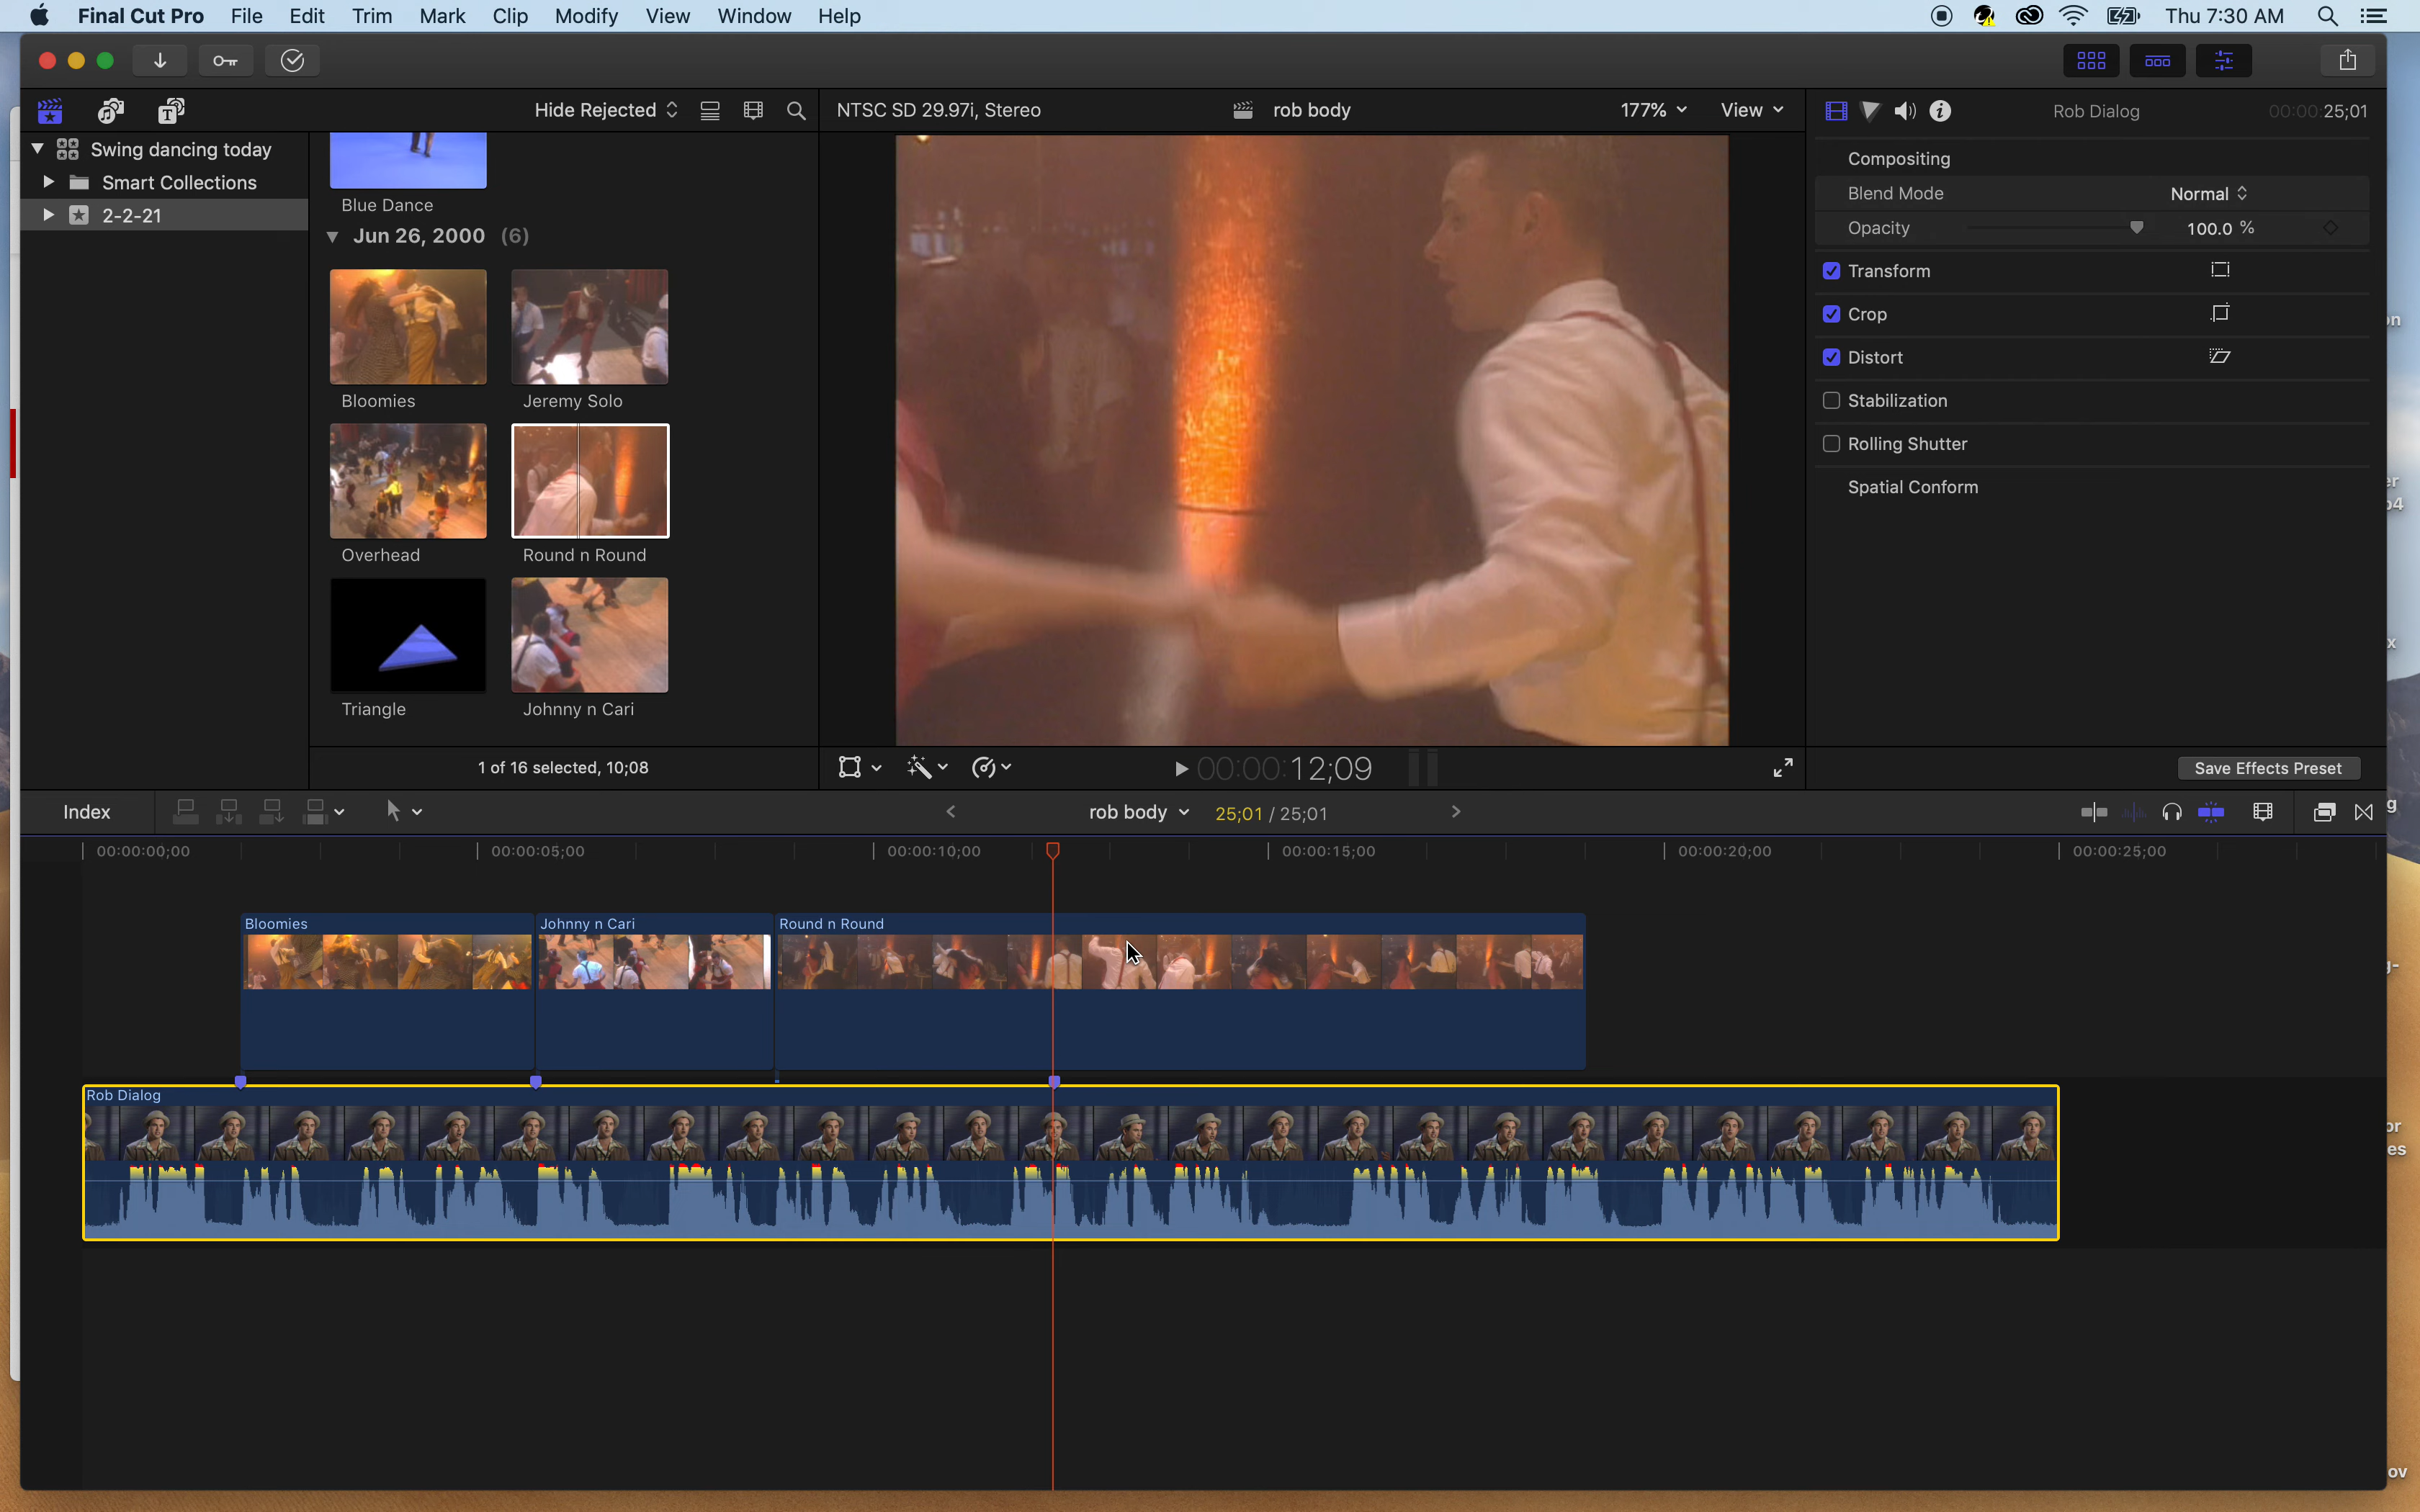 Final Cut Pro File Edit Trim Mark Clip Modify View Window Help Thu 7:30 AM
Hide Rejected NTSC SD 29.97i, Stereo rob body 177% View Rob Dialog 00:00:25;01
Swing dancing today
Smart Collections
2-2-21
Blue Dance
Jun 26, 2000 (6)
Bloomies Jeremy Solo
Overhead Round n Round
Triangle Johnny n Cari
1 of 16 selected, 10;08
00:00:12;09
Compositing
Blend Mode Normal
Opacity 100.0 %
Transform
Crop
Distort
Stabilization
Rolling Shutter
Spatial Conform
Save Effects Preset
Index rob body 25;01 / 25;01
00:00:00;00 00:00:05;00 00:00:10;00 00:00:15;00 00:00:20;00 00:00:25;00
Bloomies Johnny n Cari Round n Round
Rob Dialog